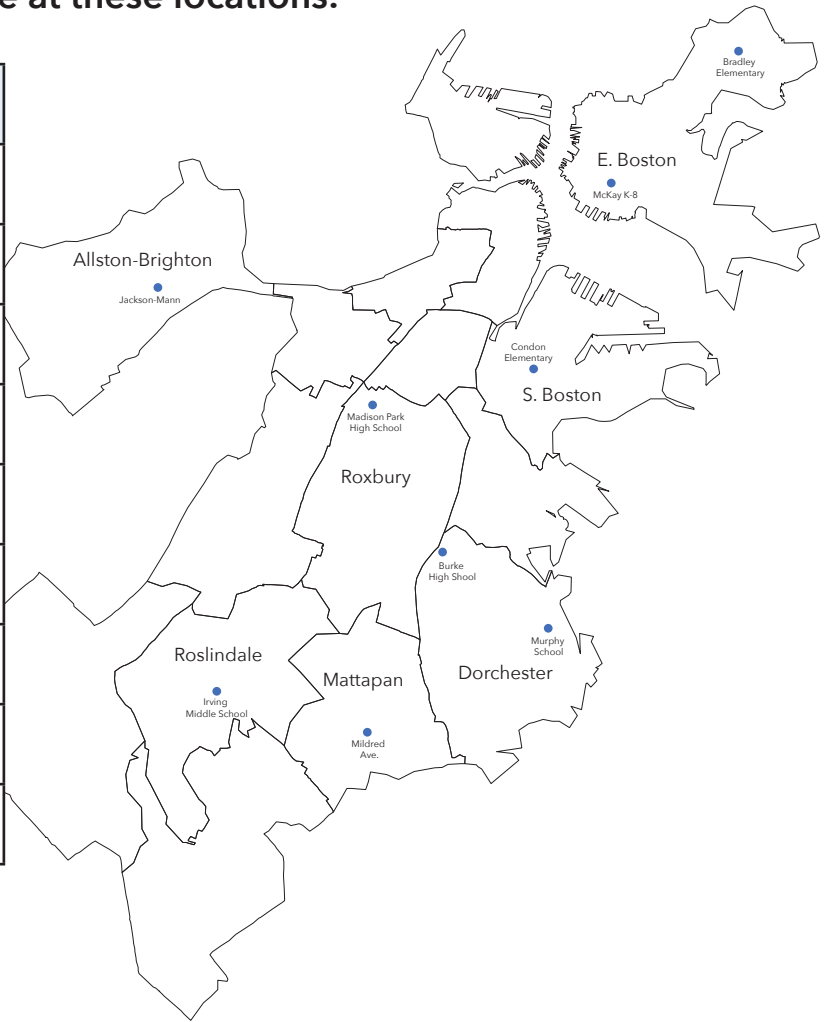 e at these locations:
Bradley
Elementary
E. Boston
McKay K-8
Allston-Brighton
Jackson-Mann
Condon
Elementary
S. Boston
Madison Park
High School
Roxbury
Burke
High Shool
Murphy
School
Roslindale
Dorchester
Mattapan
Irving
Middle School
Mildred
Ave.